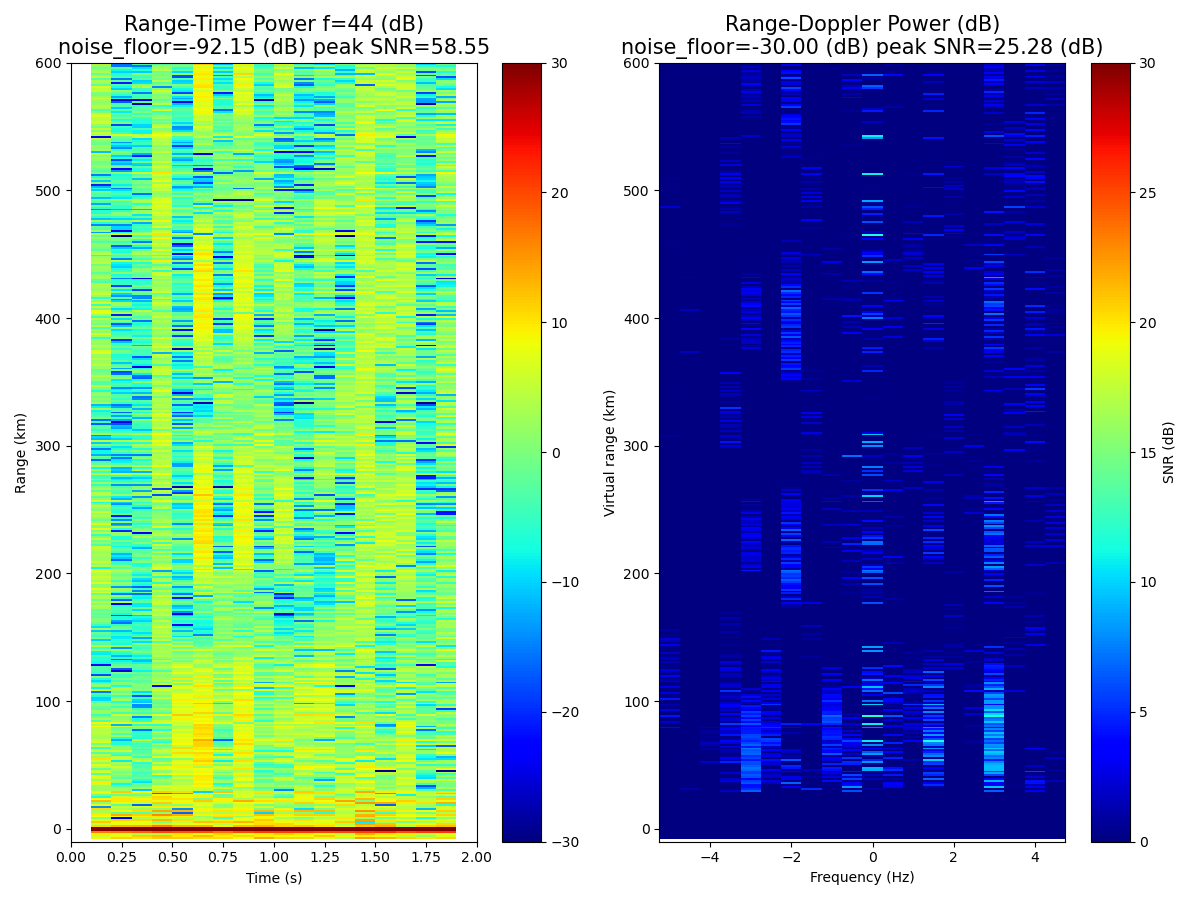 Range-Time Power f=44 (dB)
noise_floor=-92.15 (dB) peak SNR=58.55
Range-Doppler Power (dB)
noise_floor=-30.00 (dB) peak SNR=25.28 (dB)
600
500
400
300
200
100
0
Range (km)
0.00 0.25 0.50 0.75 1.00 1.25 1.50 1.75 2.00
Time (s)
30
20
10
0
−10
−20
−30
600
500
400
300
200
100
0
Virtual range (km)
−4 −2 0 2 4
Frequency (Hz)
30
25
20
15
10
5
0
SNR (dB)